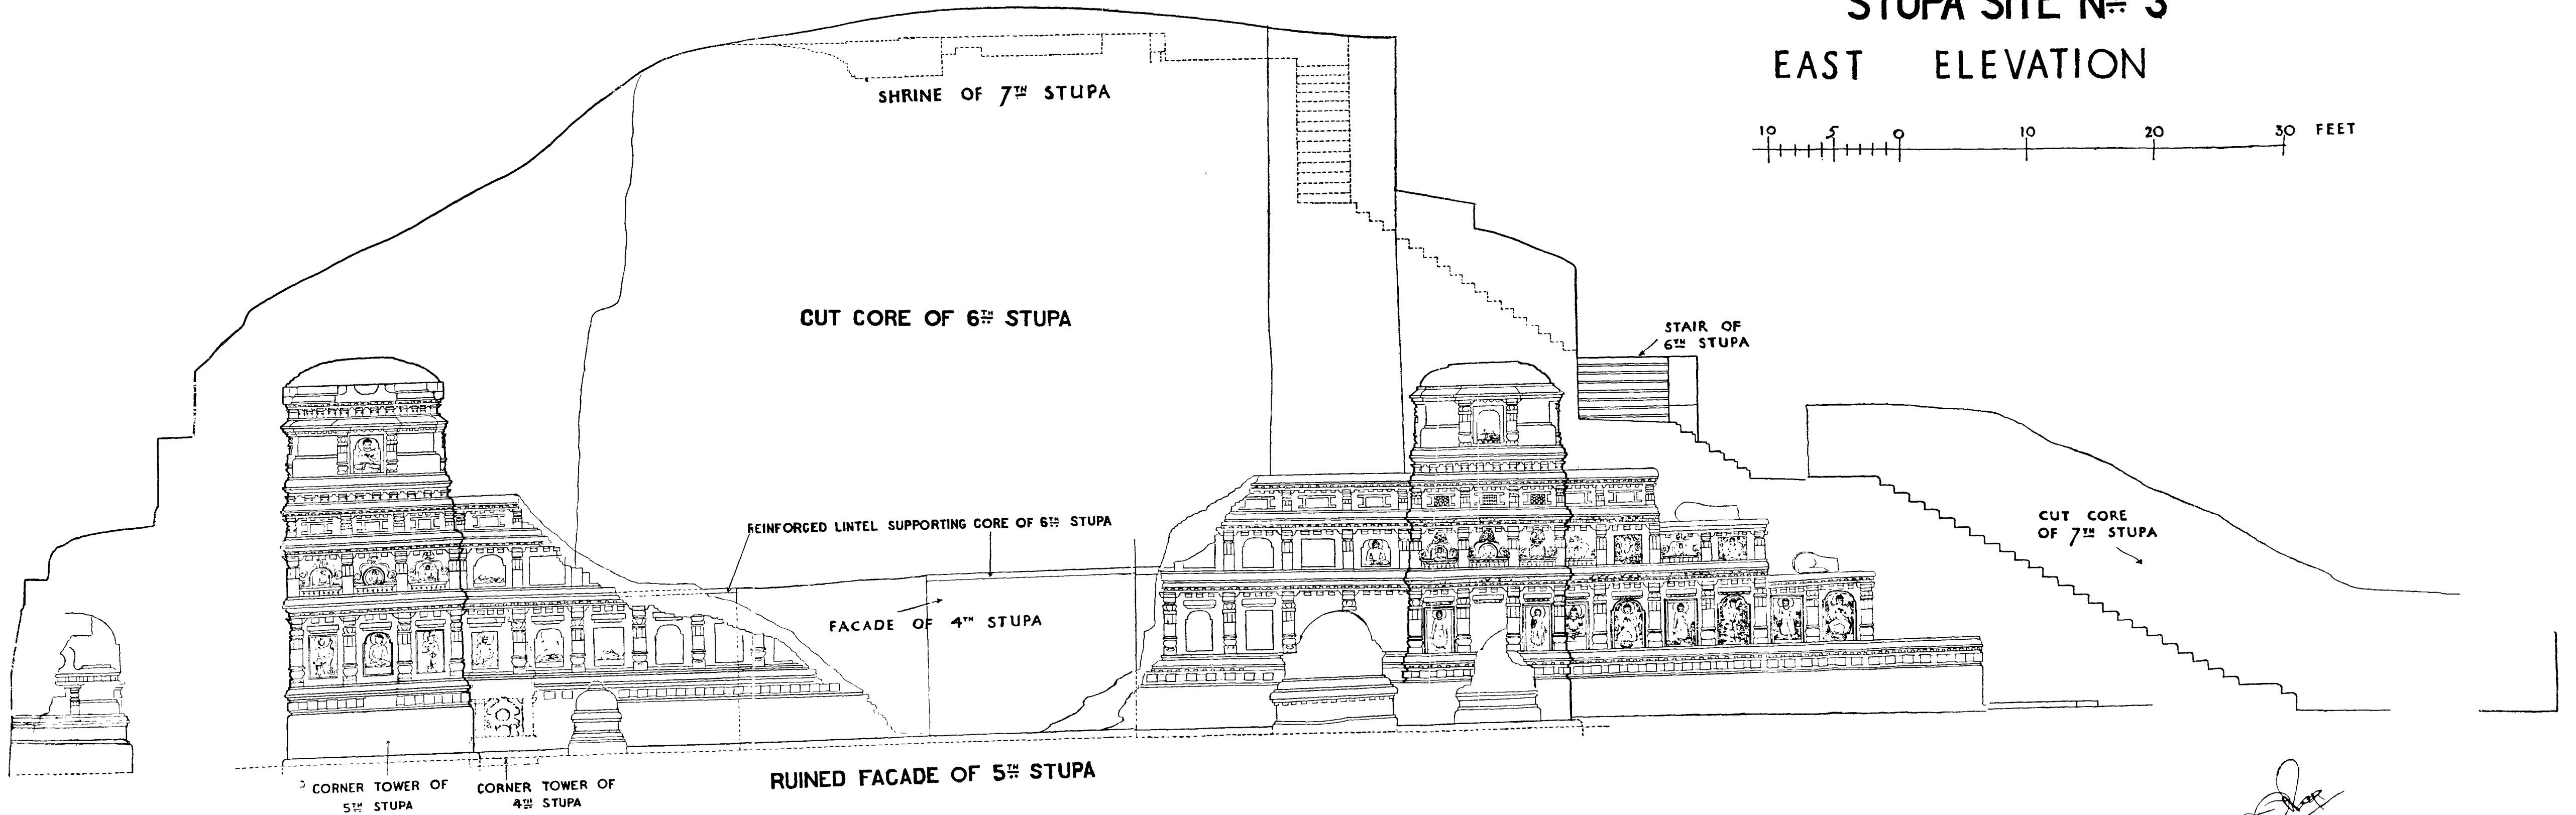 STUPA SITE Nº 3
EAST ELEVATION
10 5 0 10 20 30 FEET
SHRINE OF 7TH STUPA
CUT CORE OF 6TH STUPA
STAIR OF
6TH STUPA
REINFORCED LINTEL SUPPORTING CORE OF 6TH STUPA
CUT CORE
OF 7TH STUPA
FACADE OF 4TH STUPA
RUINED FACADE OF 5TH STUPA
CORNER TOWER OF
5TH STUPA
CORNER TOWER OF
4TH STUPA